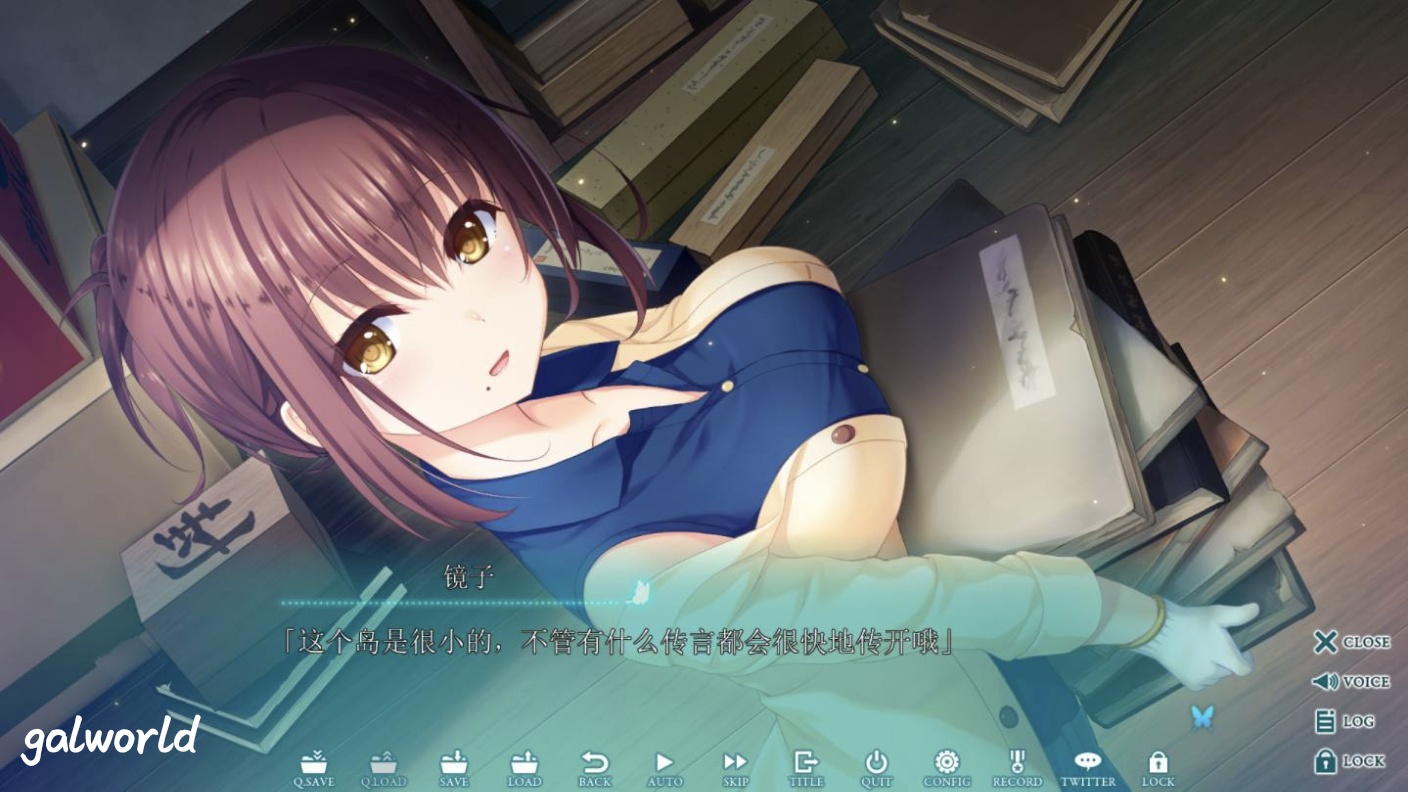 镜子
「这个岛是很小的，不管有什么传言都会很快地传开哦」
CLOSE
VOICE
LOG
LOCK
galworld
Q.SAVE Q.LOAD SAVE LOAD BACK AUTO SKIP TITLE QUIT CONFIG RECORD TWITTER LOCK